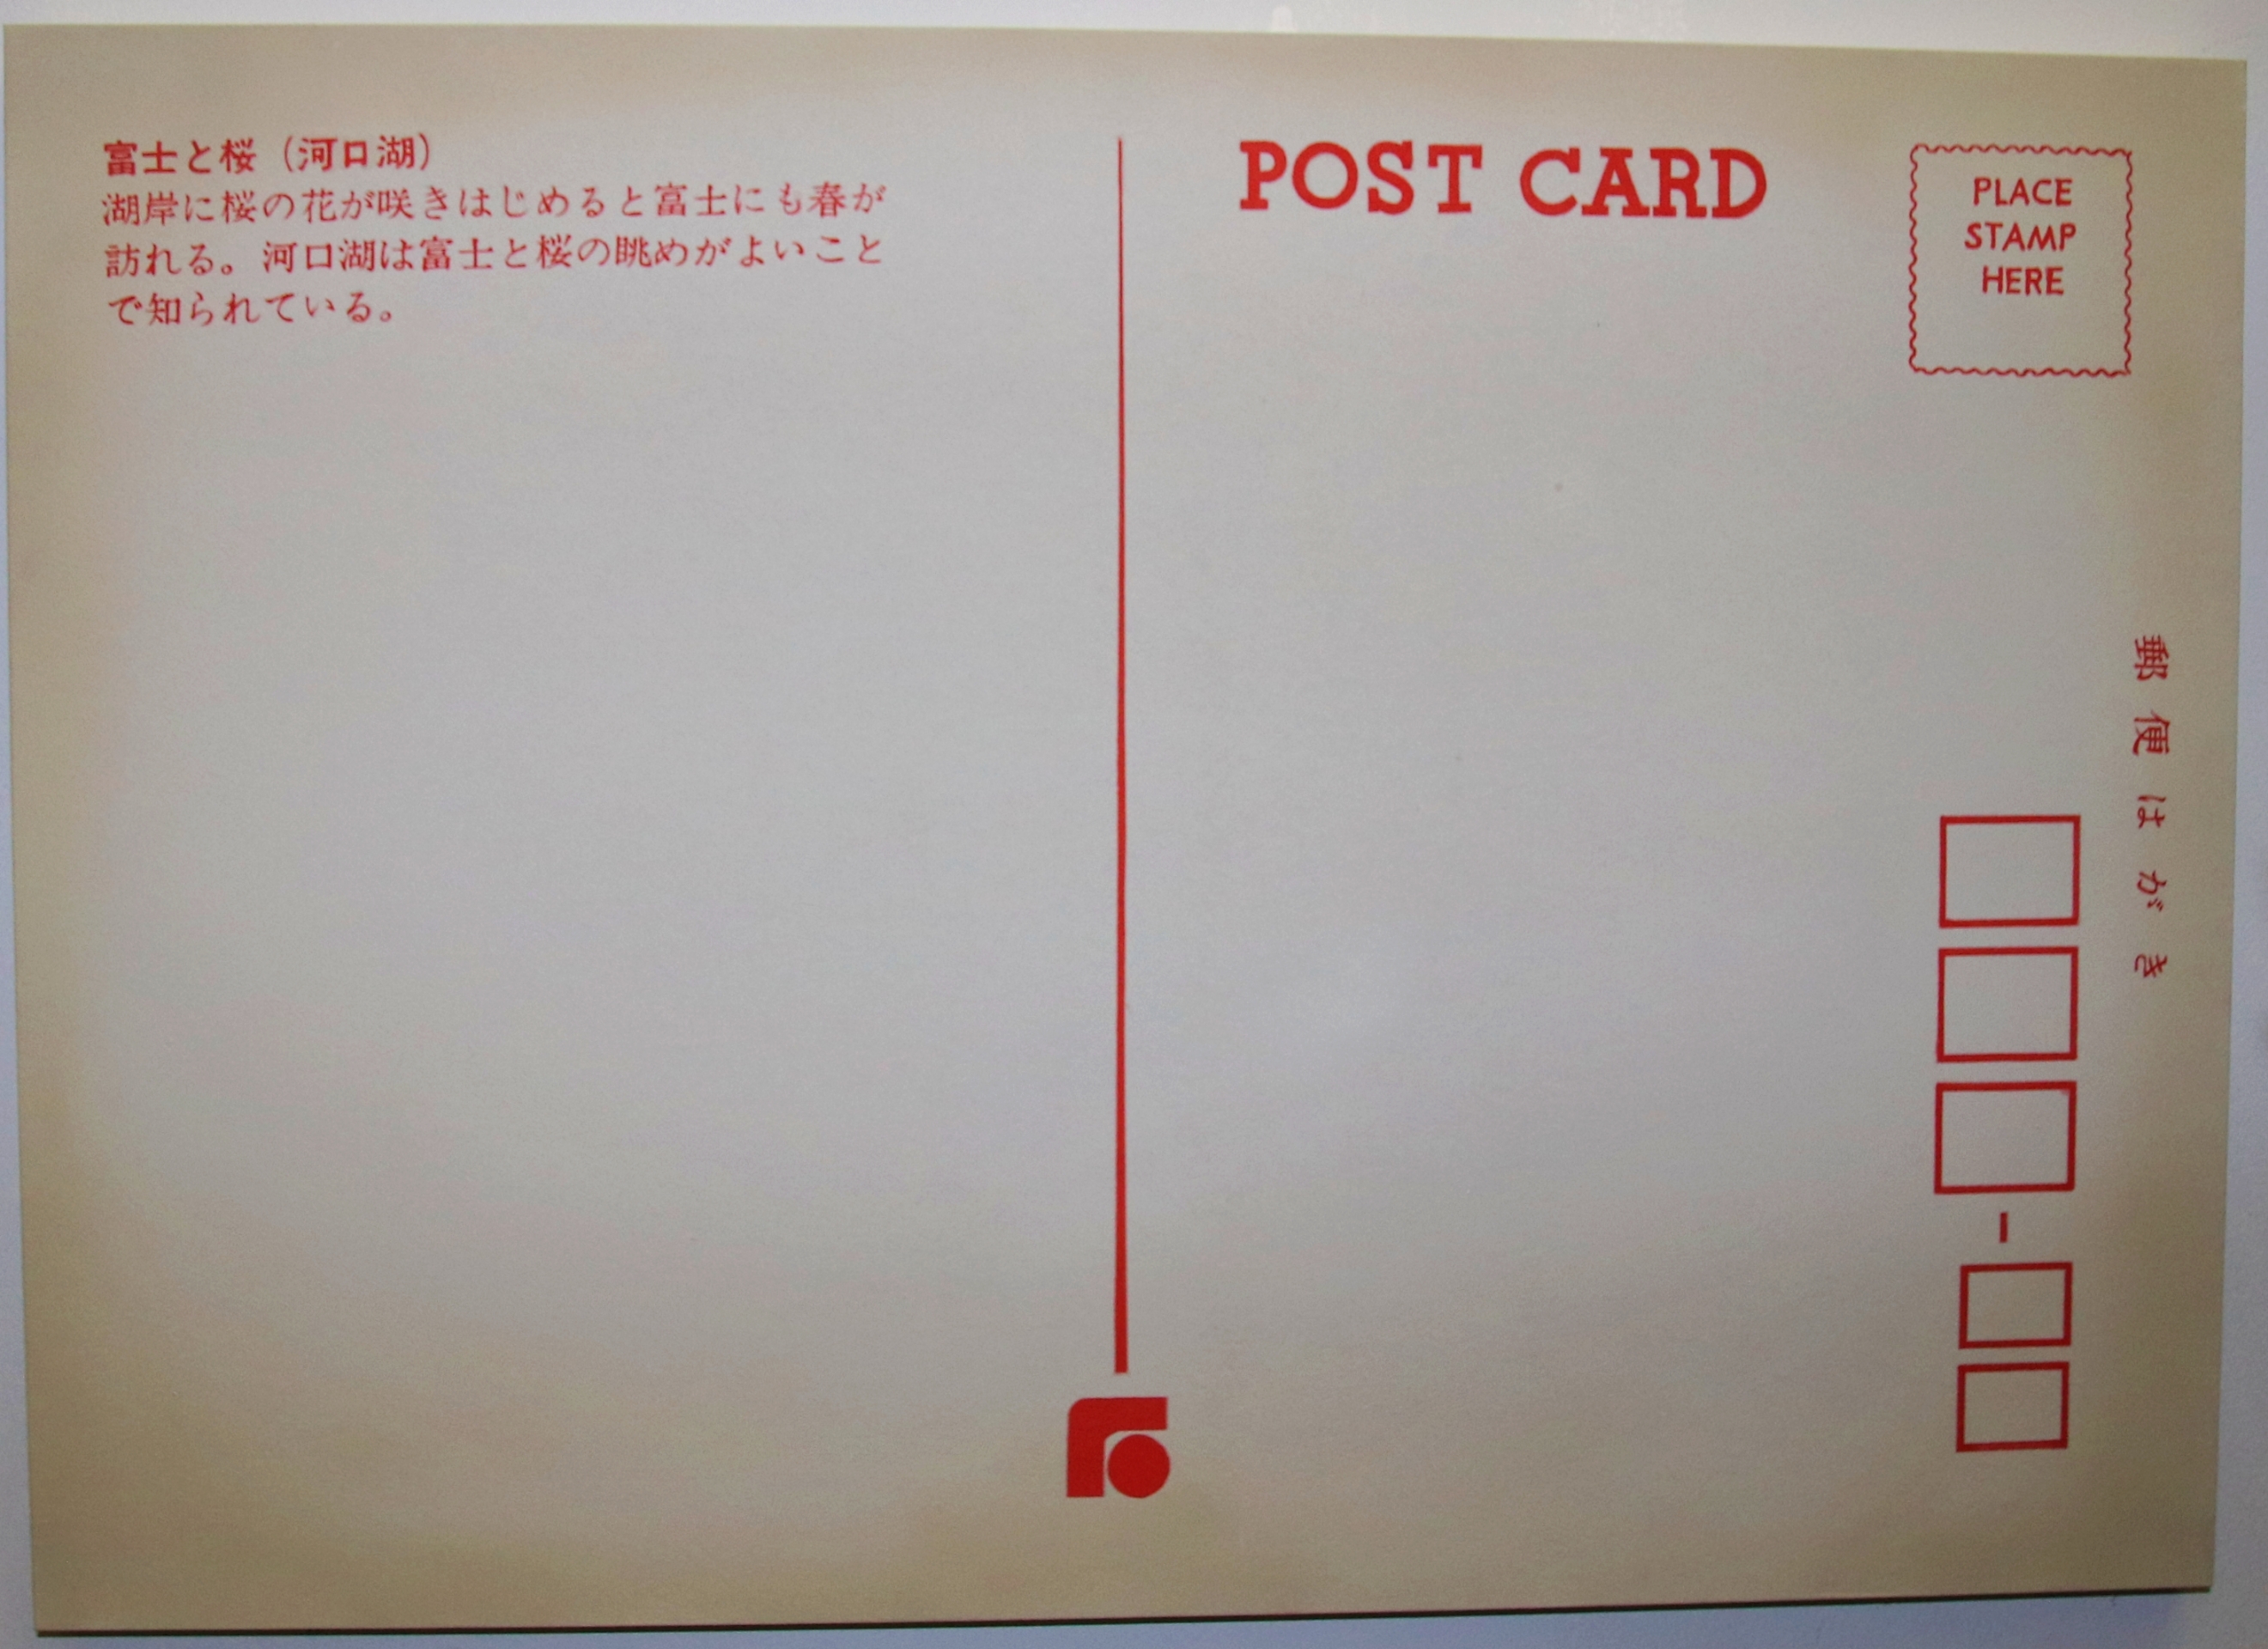 富士と桜（河口湖）
湖岸に桜の花が咲きはじめると富士にも春が
訪れる。河口湖は富士と桜の眺めがよいこと
で知られている。
POST CARD
PLACE
STAMP
HERE
郵便はがき